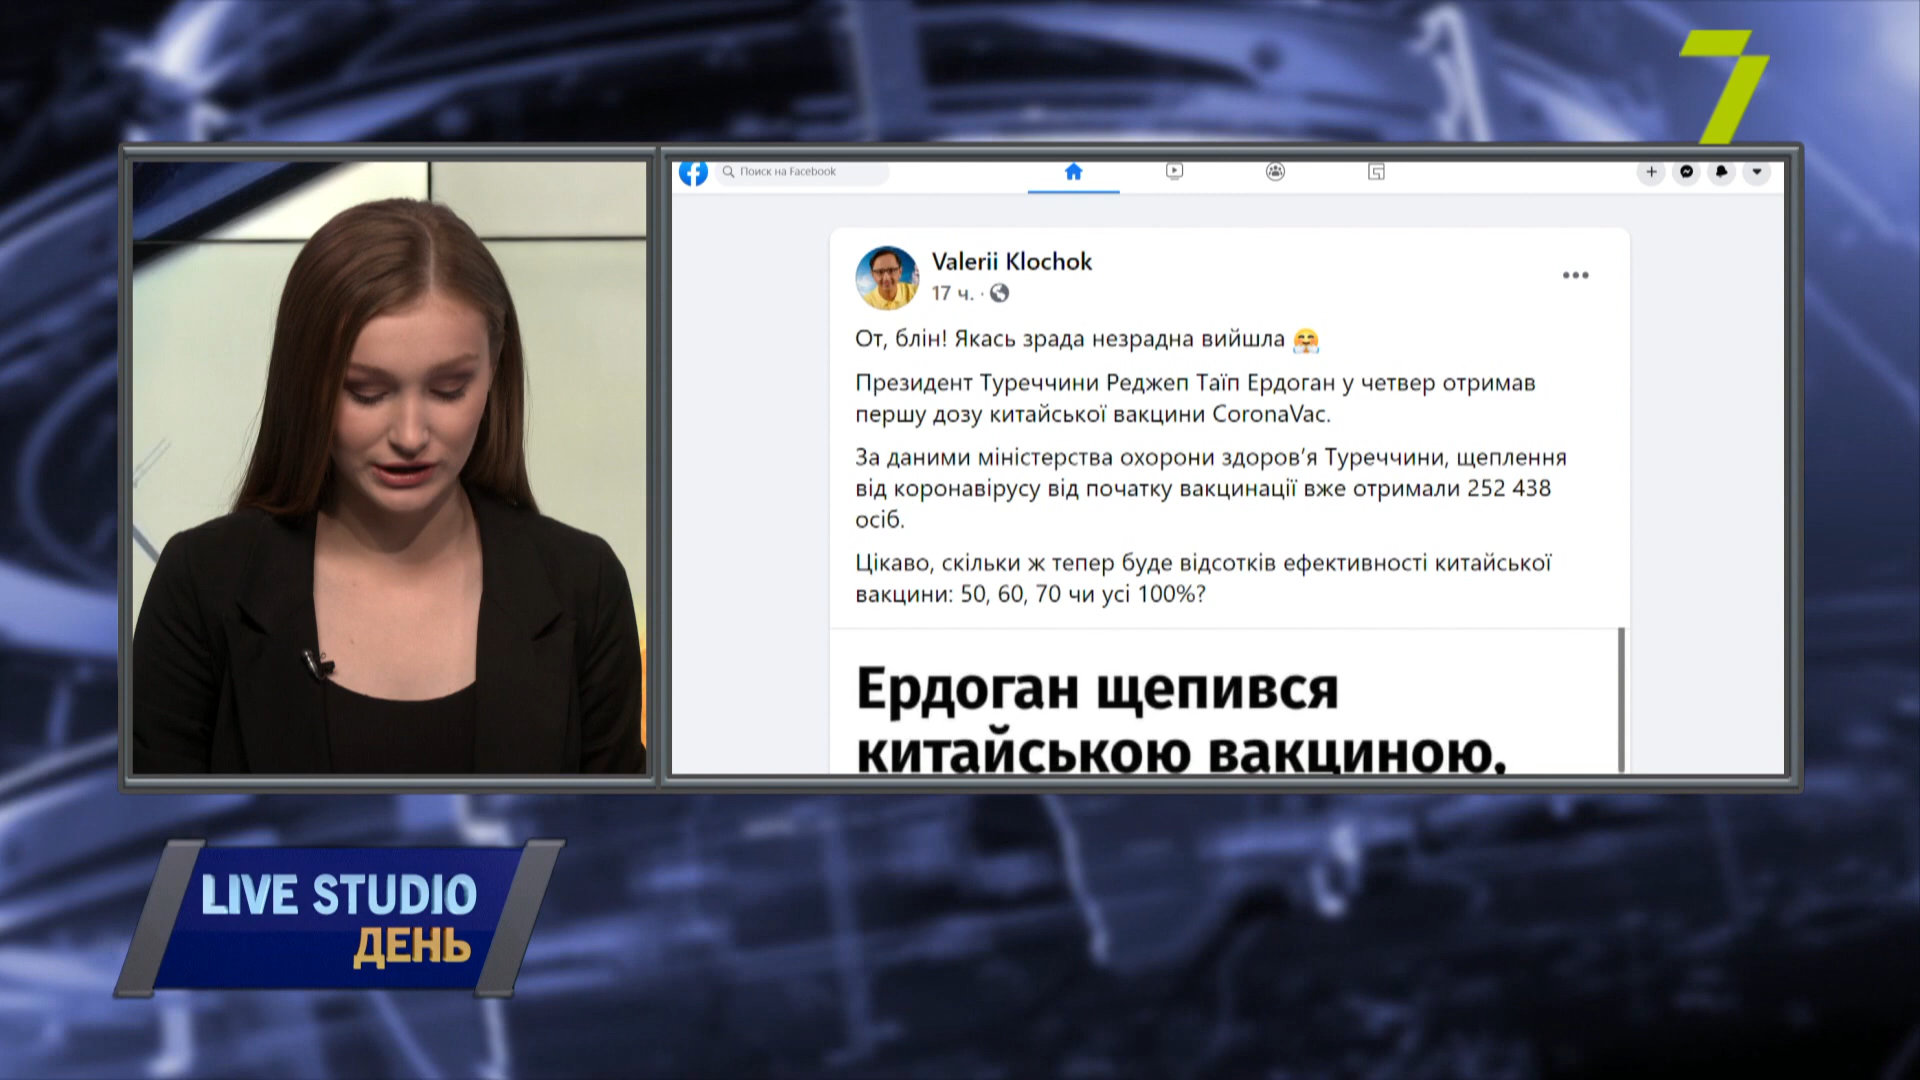 7
Поиск на Facebook
Valerii Klochok
17 ч. ·
От, блін! Якась зрада незрадна вийшла
Президент Туреччини Реджеп Таїп Ердоган у четвер отримав
першу дозу китайської вакцини CoronaVac.
За даними міністерства охорони здоров’я Туреччини, щеплення
від коронавірусу від початку вакцинації вже отримали 252 438
осіб.
Цікаво, скільки ж тепер буде відсотків ефективності китайської
вакцини: 50, 60, 70 чи усі 100%?
Ердоган щепився
китайською вакциною,
LIVE STUDIO
ДЕНЬ